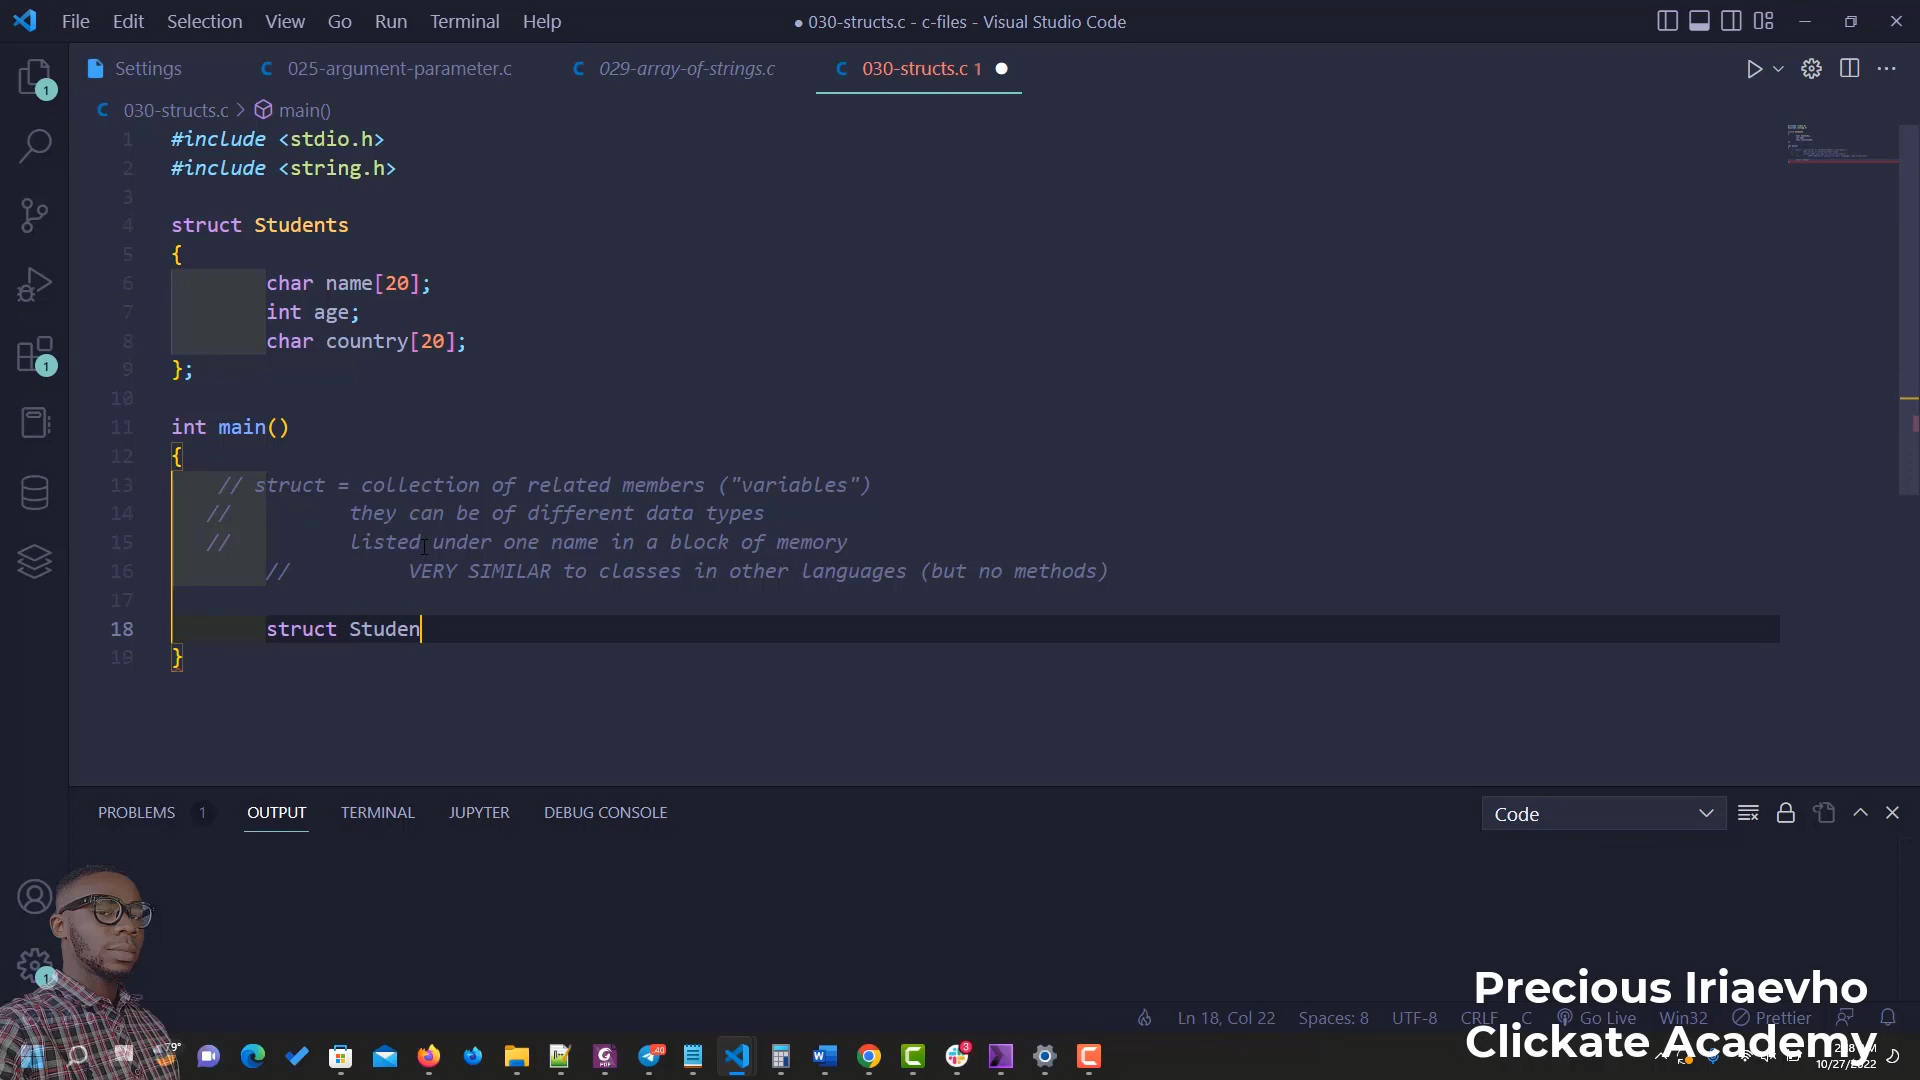 File Edit Selection View Go Run Terminal Help
● 030-structs.c - c-files - Visual Studio Code
Settings
C 025-argument-parameter.c
C 029-array-of-strings.c
C 030-structs.c 1
C 030-structs.c > main()
1 #include <stdio.h>
2 #include <string.h>
3
4 struct Students
5 {
6 char name[20];
7 int age;
8 char country[20];
9 };
10
11 int main()
12 {
13 // struct = collection of related members ("variables")
14 // they can be of different data types
15 // listed under one name in a block of memory
16 // VERY SIMILAR to classes in other languages (but no methods)
17
18 struct Studen
19 }
PROBLEMS 1 OUTPUT TERMINAL JUPYTER DEBUG CONSOLE
Code
Precious Iriaevho
Ln 18, Col 22 Spaces: 8 UTF-8 CRLF C Go Live Win32 Prettier
Clickate Academy
79°
40
3
10/27/2022